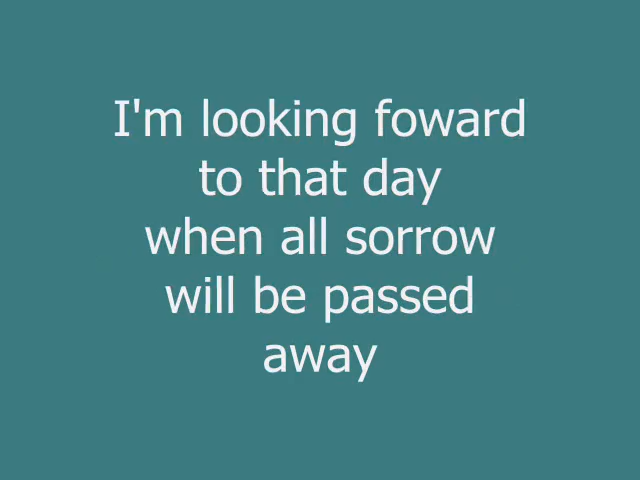 I'm looking foward
to that day
when all sorrow
will be passed
away